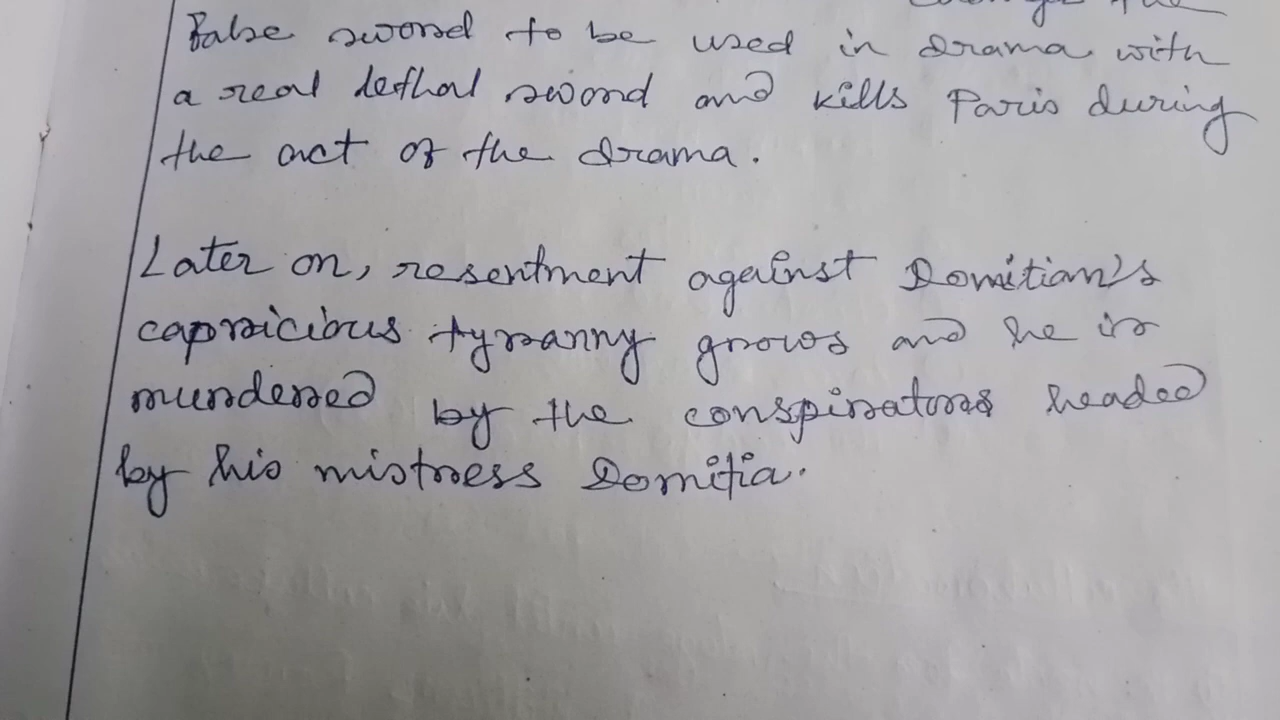 the
False sword to be used in drama with
a real lethal sword and kills Paris during
the act of the drama.
Later on, resentment against Domitian's
capricious tyranny grows and he is
murdered by the conspirators headed
by his mistress Domitia.